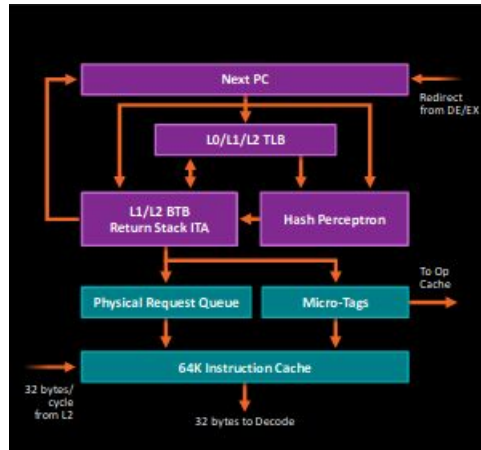 Next PC
Redirect
from DE/EX
L0/L1/L2 TLB
L1/L2 BTB
Return Stack ITA
Hash Perceptron
To Op
Cache
Physical Request Queue
Micro-Tags
64K Instruction Cache
32 bytes/
cycle
from L2
32 bytes to Decode